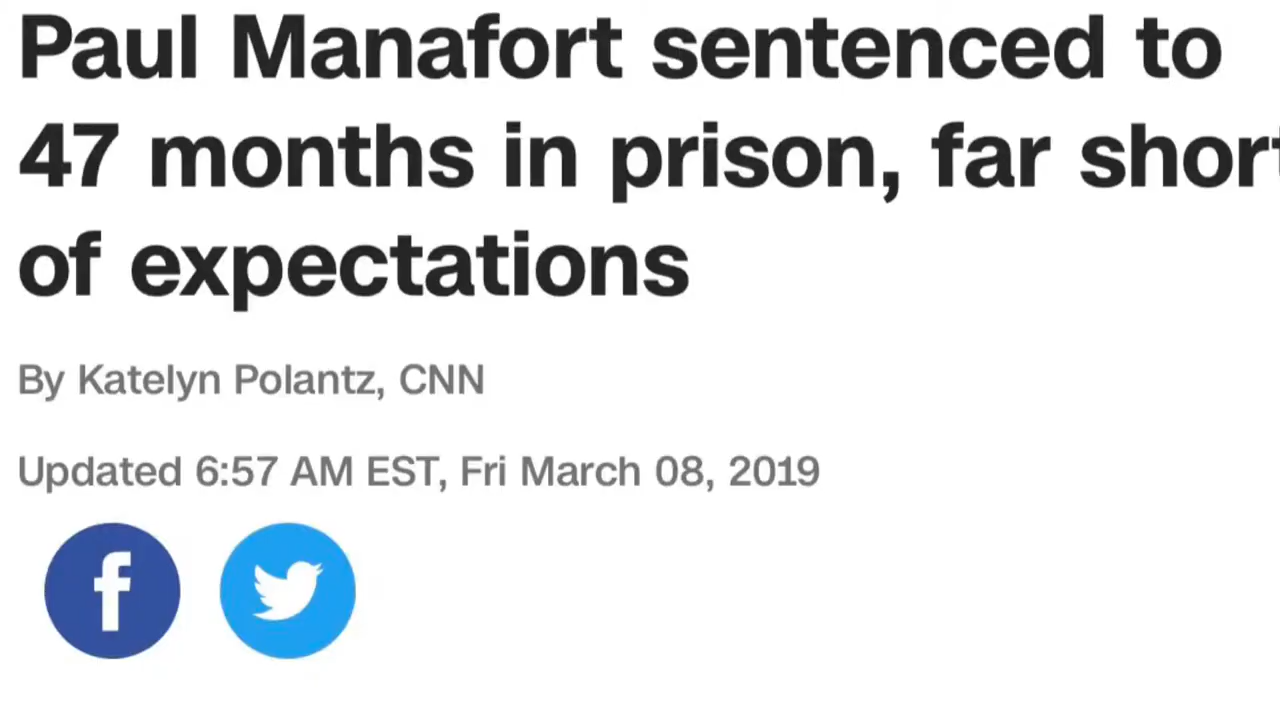 Paul Manafort sentenced to
47 months in prison, far short
of expectations
By Katelyn Polantz, CNN
Updated 6:57 AM EST, Fri March 08, 2019
f